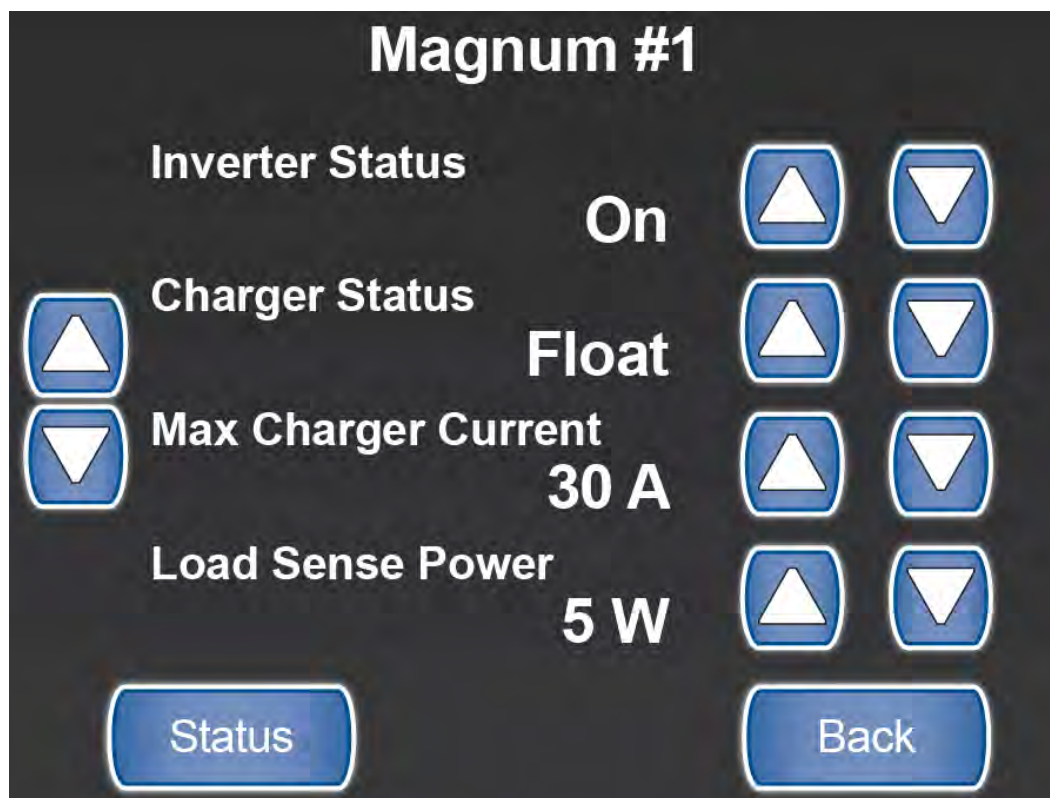 Magnum #1
Inverter Status
On
Charger Status
Float
Max Charger Current
30 A
Load Sense Power
5 W
Status
Back